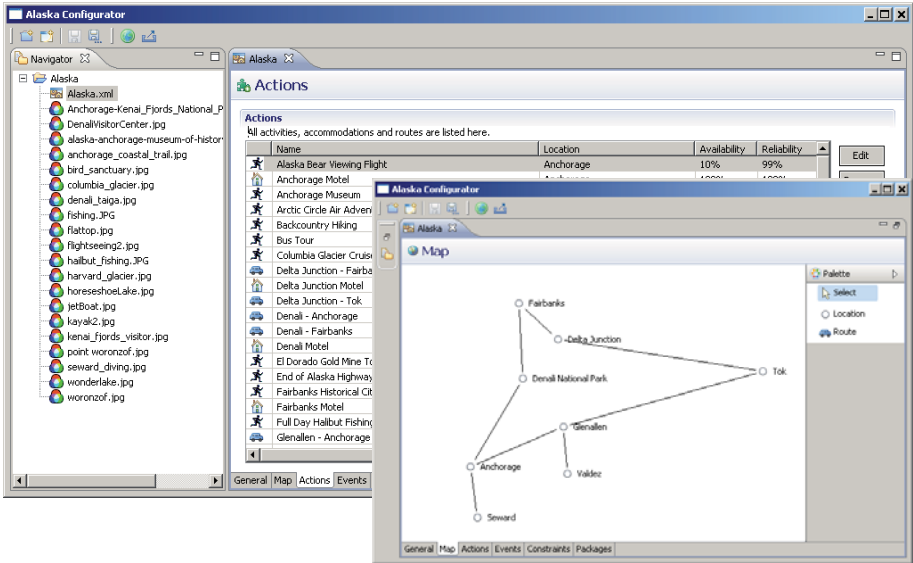 Alaska Configurator
Navigator
Alaska
Alaska.xml
Anchorage-Kenai_Fjords_National_P
DenaliVisitorCenter.jpg
alaska-anchorage-museum-of-histor
anchorage_coastal_trail.jpg
bird_sanctuary.jpg
columbia_glacier.jpg
denali_taiga.jpg
fishing.JPG
flattop.jpg
flightseeing2.jpg
hailbut_fishing.JPG
harvard_glacier.jpg
horeseshoeLake.jpg
jetBoat.jpg
kayak2.jpg
kenai_fjords_visitor.jpg
point woronzof.jpg
seward_diving.jpg
wonderlake.jpg
woronzof.jpg
Alaska
Actions
Actions
All activities, accommodations and routes are listed here.
Name Location Availability Reliability
Edit
Alaska Bear Viewing Flight Anchorage 10% 99%
Anchorage Motel
Anchorage Museum
Arctic Circle Air Adven
Backcountry Hiking
Bus Tour
Columbia Glacier Cruise
Delta Junction - Fairba
Delta Junction Motel
Delta Junction - Tok
Denali - Anchorage
Denali - Fairbanks
Denali Motel
El Dorado Gold Mine To
End of Alaska Highway
Fairbanks Historical Cit
Fairbanks Motel
Full Day Halibut Fishing
Glenallen - Anchorage
General Map Actions Events
Alaska Configurator
Alaska
Map
Palette
Select
Location
Route
Fairbanks
Delta Junction
Tok
Denali National Park
Glenallen
Anchorage
Valdez
Seward
General Map Actions Events Constraints Packages